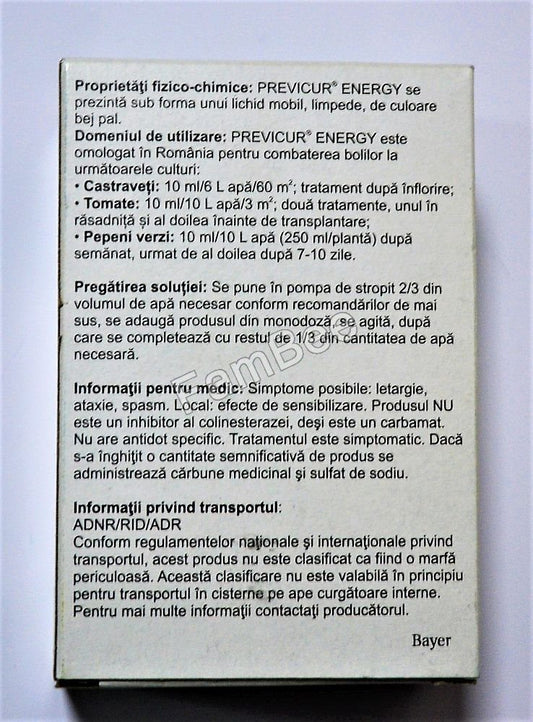 Proprietăţi fizico-chimice: PREVICUR® ENERGY se
prezintă sub forma unui lichid mobil, limpede, de culoare
bej pal.
Domeniul de utilizare: PREVICUR® ENERGY este
omologat în România pentru combaterea bolilor la
următoarele culturi:
• Castraveţi: 10 ml/6 L apă/60 m²; tratament după înflorire;
• Tomate: 10 ml/10 L apă/3 m²; două tratamente, unul în
răsadniţă și al doilea înainte de transplantare;
• Pepeni verzi: 10 ml/10 L apă (250 ml/plantă) după
semănat, urmat de al doilea după 7-10 zile.
Pregătirea soluţiei: Se pune în pompa de stropit 2/3 din
volumul de apă necesar conform recomandărilor de mai
sus, se adaugă produsul din monodoză, se agită, după
care se completează cu restul de 1/3 din cantitatea de apă
necesară.
Informaţii pentru medic: Simptome posibile: letargie,
ataxie, spasm. Local: efecte de sensibilizare. Produsul NU
este un inhibitor al colinesterazei, deşi este un carbamat.
Nu are antidot specific. Tratamentul este simptomatic. Dacă
s-a înghiţit o cantitate semnificativă de produs se
administrează cărbune medicinal şi sulfat de sodiu.
Informaţii privind transportul:
ADNR/RID/ADR
Conform regulamentelor naţionale şi internaţionale privind
transportul, acest produs nu este clasificat ca fiind o marfă
periculoasă. Această clasificare nu este valabilă în principiu
pentru transportul în cisterne pe ape curgătoare interne.
Pentru mai multe informaţii contactaţi producătorul.
Bayer
FemBee